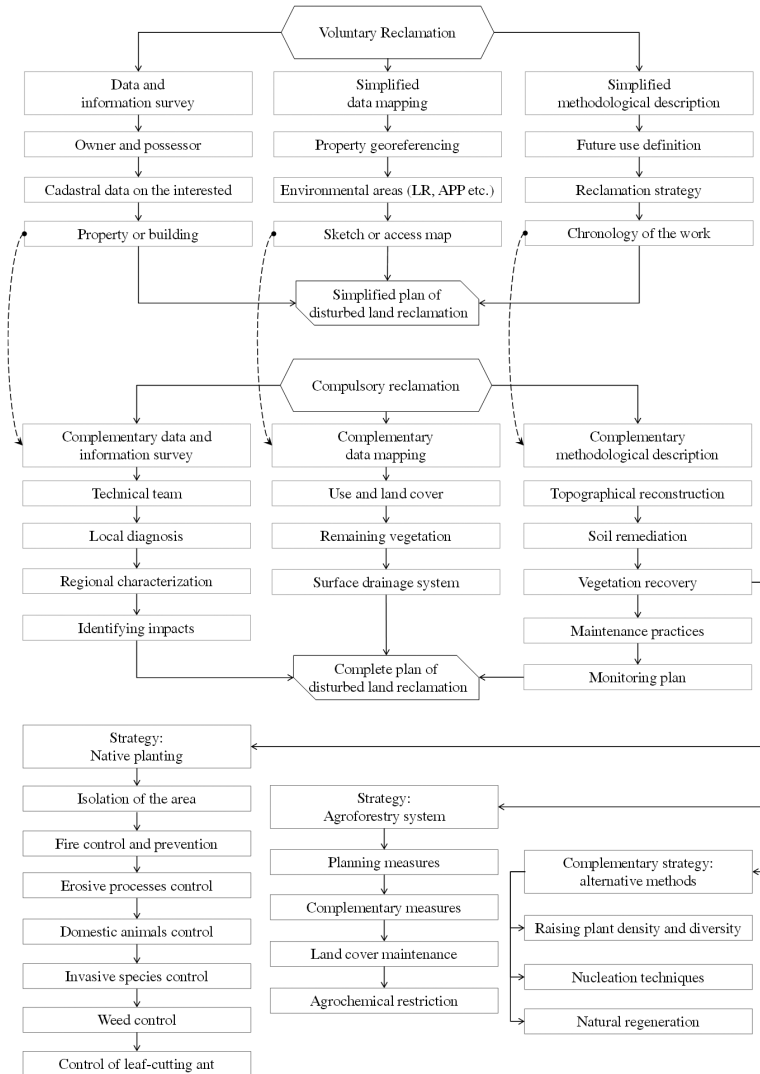 Voluntary Reclamation
Data and
information survey
Owner and possessor
Cadastral data on the interested
Property or building
Simplified
data mapping
Property georeferencing
Environmental areas (LR, APP etc.)
Sketch or access map
Simplified
methodological description
Future use definition
Reclamation strategy
Chronology of the work
Simplified plan of
disturbed land reclamation
Compulsory reclamation
Complementary data and
information survey
Technical team
Local diagnosis
Regional characterization
Identifying impacts
Complementary
data mapping
Use and land cover
Remaining vegetation
Surface drainage system
Complementary
methodological description
Topographical reconstruction
Soil remediation
Vegetation recovery
Maintenance practices
Monitoring plan
Complete plan of
disturbed land reclamation
Strategy:
Native planting
Isolation of the area
Fire control and prevention
Erosive processes control
Domestic animals control
Invasive species control
Weed control
Control of leaf-cutting ant
Strategy:
Agroforestry system
Planning measures
Complementary measures
Land cover maintenance
Agrochemical restriction
Complementary strategy:
alternative methods
Raising plant density and diversity
Nucleation techniques
Natural regeneration